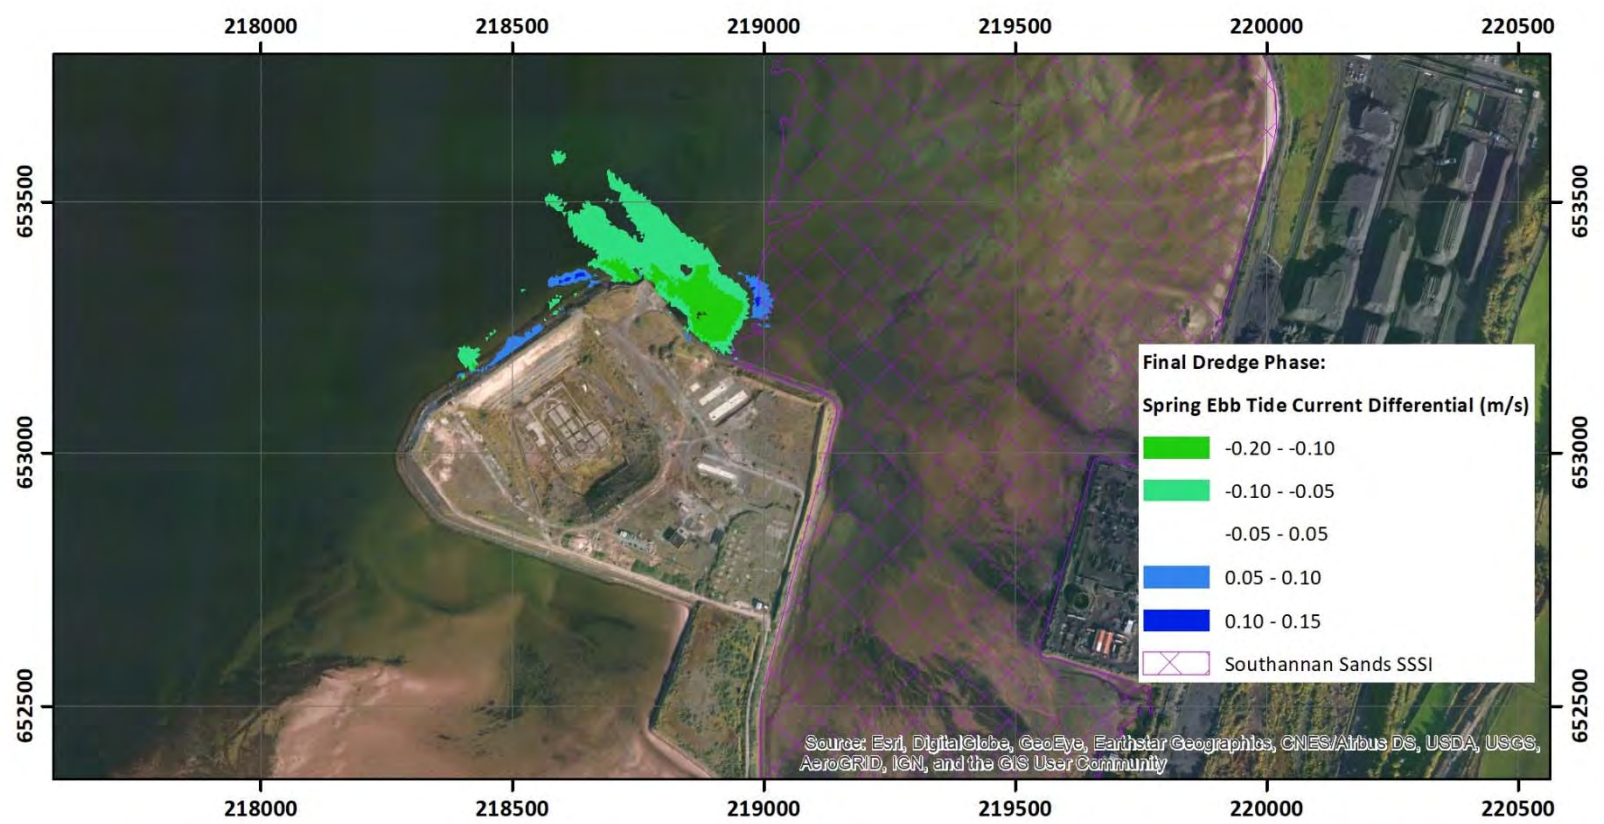 218000 218500 219000 219500 220000 220500
653500 653500
653000 653000
652500 652500
Final Dredge Phase:
Spring Ebb Tide Current Differential (m/s)
-0.20 - -0.10
-0.10 - -0.05
-0.05 - 0.05
0.05 - 0.10
0.10 - 0.15
Southannan Sands SSSI
Source: Esri, DigitalGlobe, GeoEye, Earthstar Geographics, CNES/Airbus DS, USDA, USGS,
AeroGRID, IGN, and the GIS User Community
218000 218500 219000 219500 220000 220500